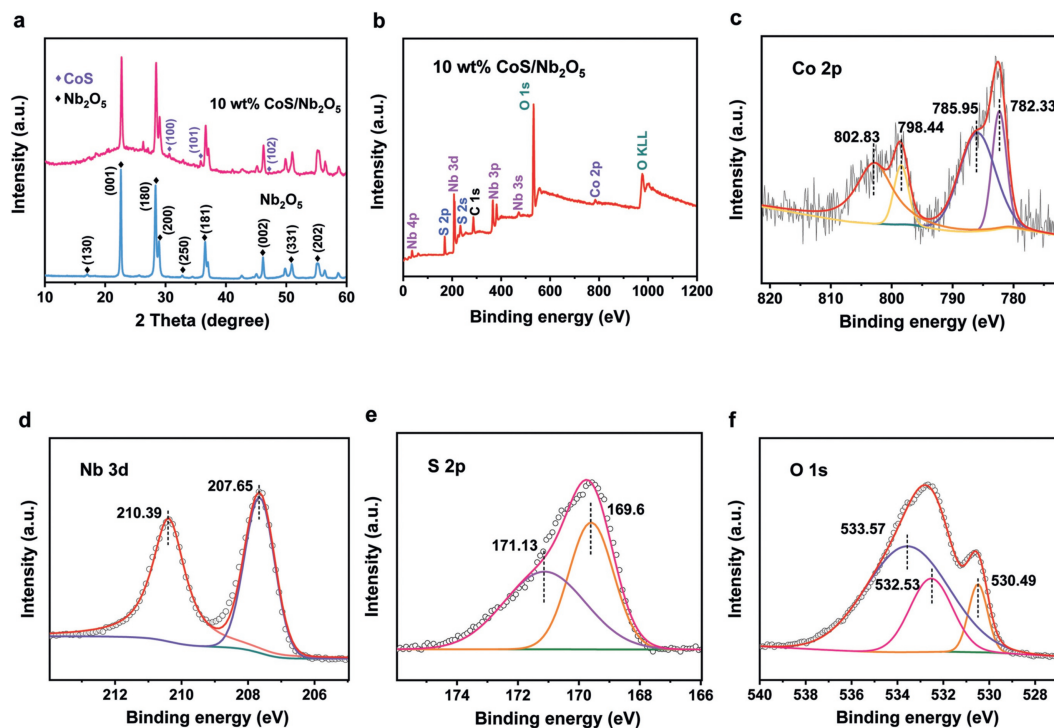 a
Intensity (a.u.)
♦ CoS
♦ Nb₂O₅
10 wt% CoS/Nb₂O₅
(100)
(101)
(102)
Nb₂O₅
(130)
(001)
(180)
(200)
(250)
(181)
(002)
(331)
(202)
10 20 30 40 50 60
2 Theta (degree)
b
Intensity (a.u.)
10 wt% CoS/Nb₂O₅
Nb 4p
S 2p
Nb 3d
S 2s
C 1s
Nb 3p
Nb 3s
O 1s
Co 2p
O KLL
0 200 400 600 800 1000 1200
Binding energy (eV)
c
Intensity (a.u.)
Co 2p
802.83
798.44
785.95
782.33
820 810 800 790 780
Binding energy (eV)
d
Intensity (a.u.)
Nb 3d
210.39
207.65
212 210 208 206
Binding energy (eV)
e
Intensity (a.u.)
S 2p
171.13
169.6
174 172 170 168 166
Binding energy (eV)
f
Intensity (a.u.)
O 1s
533.57
532.53
530.49
540 538 536 534 532 530 528
Binding energy (eV)